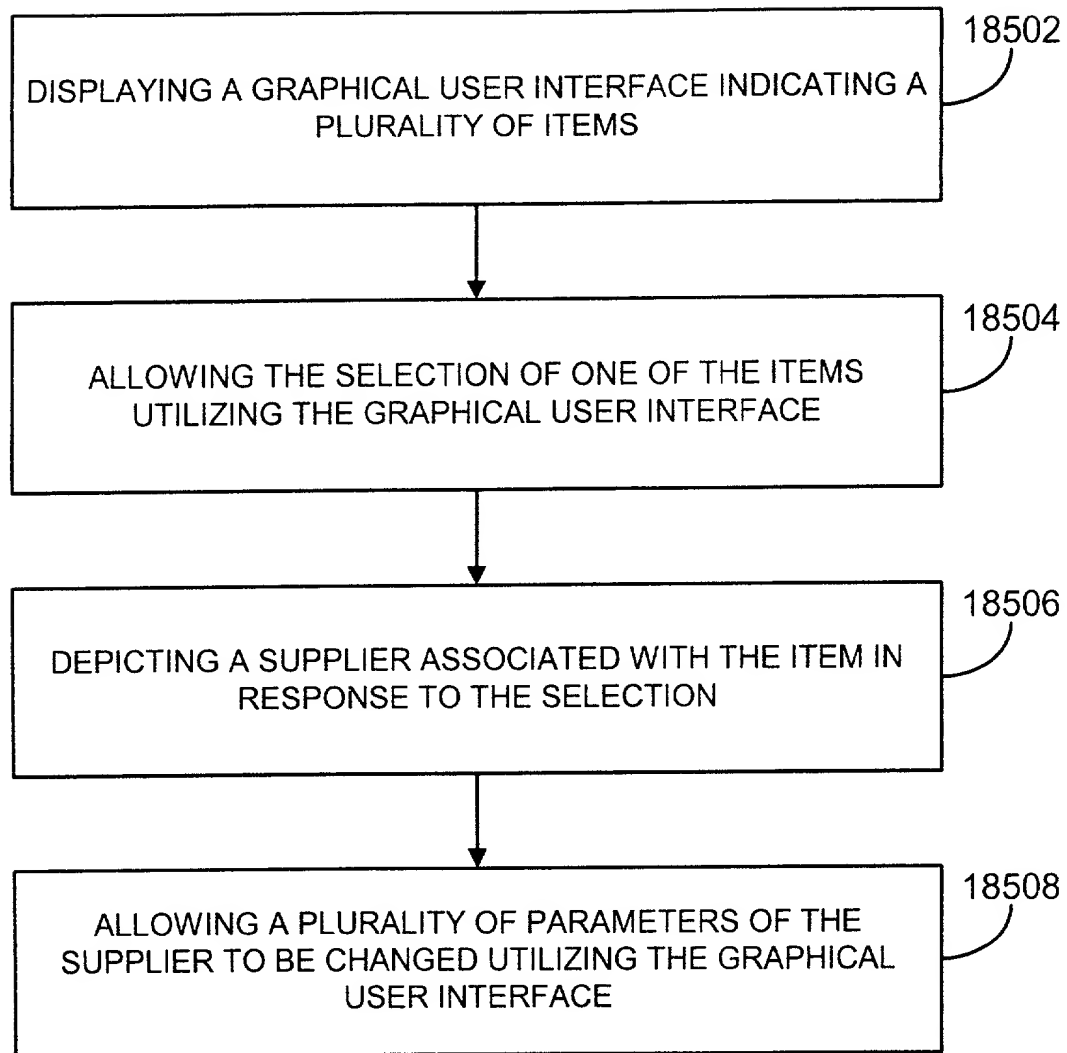 18502
DISPLAYING A GRAPHICAL USER INTERFACE INDICATING A
PLURALITY OF ITEMS
18504
ALLOWING THE SELECTION OF ONE OF THE ITEMS
UTILIZING THE GRAPHICAL USER INTERFACE
18506
DEPICTING A SUPPLIER ASSOCIATED WITH THE ITEM IN
RESPONSE TO THE SELECTION
18508
ALLOWING A PLURALITY OF PARAMETERS OF THE
SUPPLIER TO BE CHANGED UTILIZING THE GRAPHICAL
USER INTERFACE